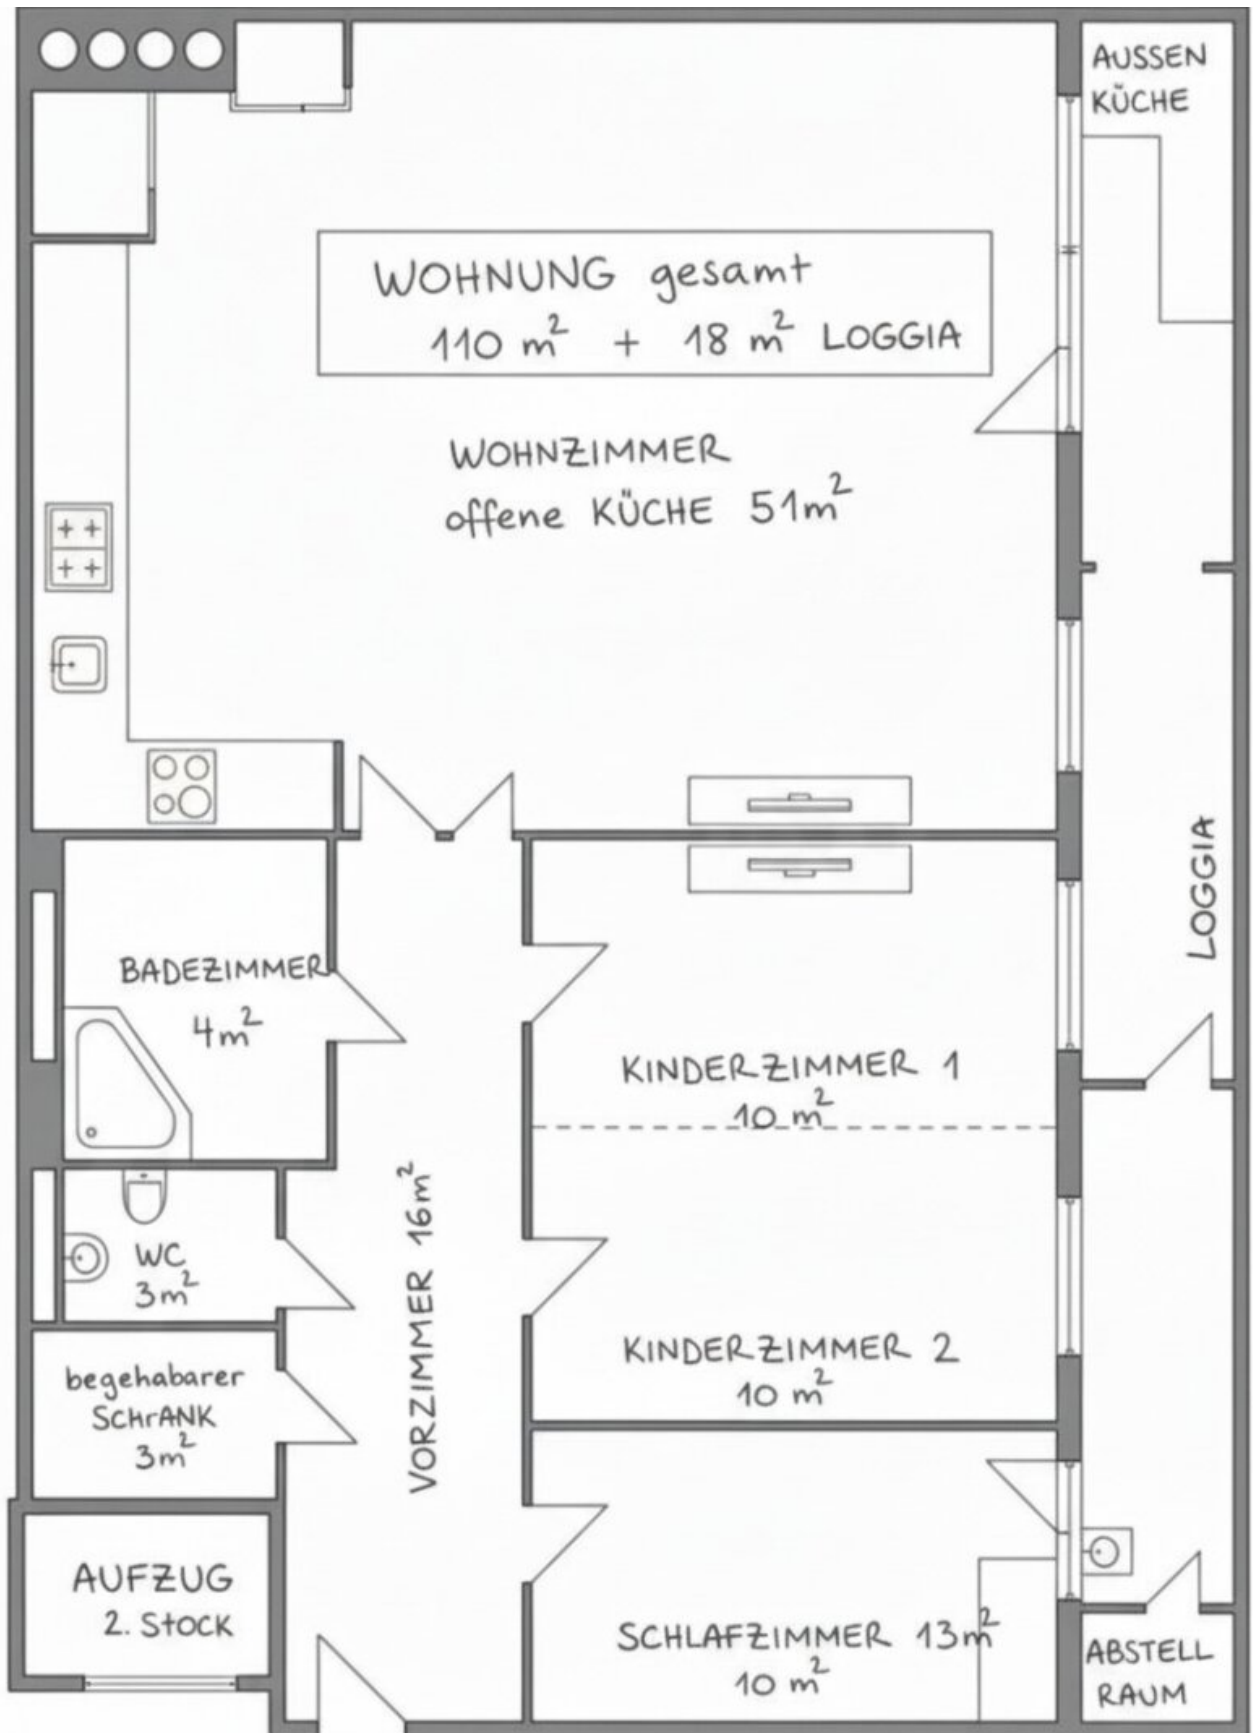 AUSSEN
KÜCHE
WOHNUNG gesamt
110 m² + 18 m² LOGGIA
WOHNZIMMER
offene KÜCHE 51m²
LOGGIA
BADEZIMMER
4m²
KINDERZIMMER 1
10 m²
VORZIMMER 16m²
WC
3m²
KINDERZIMMER 2
10 m²
begehabarer
SCHrANK
3m²
AUFZUG
2. StOCK
SCHLAFZIMMER 13m²
10 m²
ABSTELL
RAUM